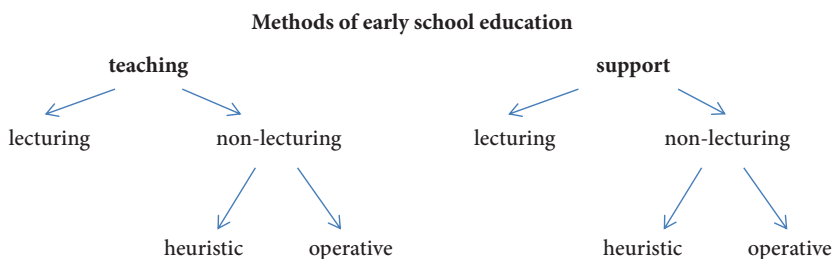 Methods of early school education
teaching support
lecturing non-lecturing lecturing non-lecturing
heuristic operative heuristic operative